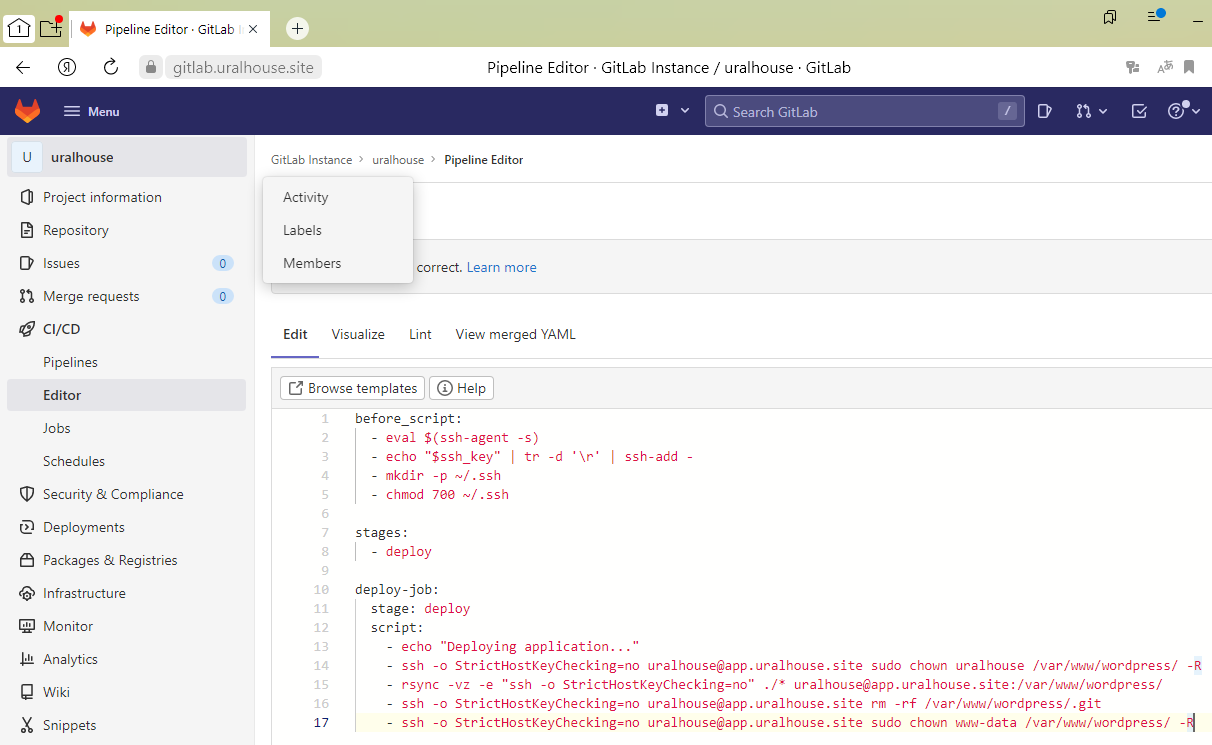 1 Pipeline Editor · GitLab I
gitlab.uralhouse.site Pipeline Editor · GitLab Instance / uralhouse · GitLab
Menu Search GitLab /
U uralhouse
Project information
Repository
Issues 0
Merge requests 0
CI/CD
Pipelines
Editor
Jobs
Schedules
Security & Compliance
Deployments
Packages & Registries
Infrastructure
Monitor
Analytics
Wiki
Snippets
GitLab Instance › uralhouse › Pipeline Editor
Activity
Labels
Members
correct. Learn more
Edit Visualize Lint View merged YAML
Browse templates Help
1 before_script:
2 - eval $(ssh-agent -s)
3 - echo "$ssh_key" | tr -d '\r' | ssh-add -
4 - mkdir -p ~/.ssh
5 - chmod 700 ~/.ssh
6
7 stages:
8 - deploy
9
10 deploy-job:
11 stage: deploy
12 script:
13 - echo "Deploying application..."
14 - ssh -o StrictHostKeyChecking=no uralhouse@app.uralhouse.site sudo chown uralhouse /var/www/wordpress/ -R
15 - rsync -vz -e "ssh -o StrictHostKeyChecking=no" ./* uralhouse@app.uralhouse.site:/var/www/wordpress/
16 - ssh -o StrictHostKeyChecking=no uralhouse@app.uralhouse.site rm -rf /var/www/wordpress/.git
17 - ssh -o StrictHostKeyChecking=no uralhouse@app.uralhouse.site sudo chown www-data /var/www/wordpress/ -R